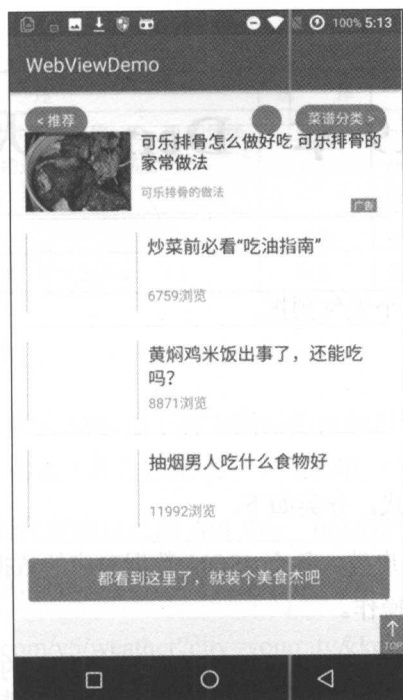 100% 5:13
WebViewDemo
< 推荐
菜谱分类 >
可乐排骨怎么做好吃 可乐排骨的
家常做法
可乐排骨的做法
广告
炒菜前必看“吃油指南”
6759浏览
黄焖鸡米饭出事了，还能吃
吗？
8871浏览
抽烟男人吃什么食物好
11992浏览
都看到这里了，就装个美食杰吧
TOP